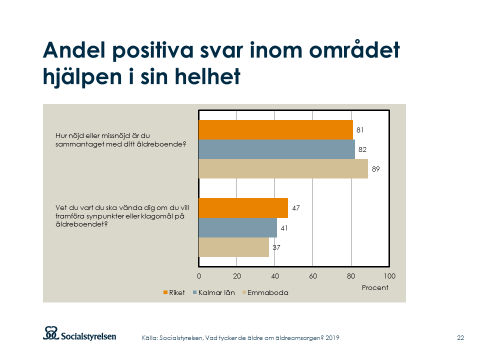 Andel positiva svar inom området
hjälpen i sin helhet
Hur nöjd eller missnöjd är du
sammantaget med ditt äldreboende?
81
82
89
Vet du vart du ska vända dig om du vill
framföra synpunkter eller klagomål på
äldreboendet?
47
41
37
0 20 40 60 80 100
Procent
Riket Kalmar län Emmaboda
Socialstyrelsen
Källa: Socialstyrelsen, Vad tycker de äldre om äldreomsorgen? 2019
22